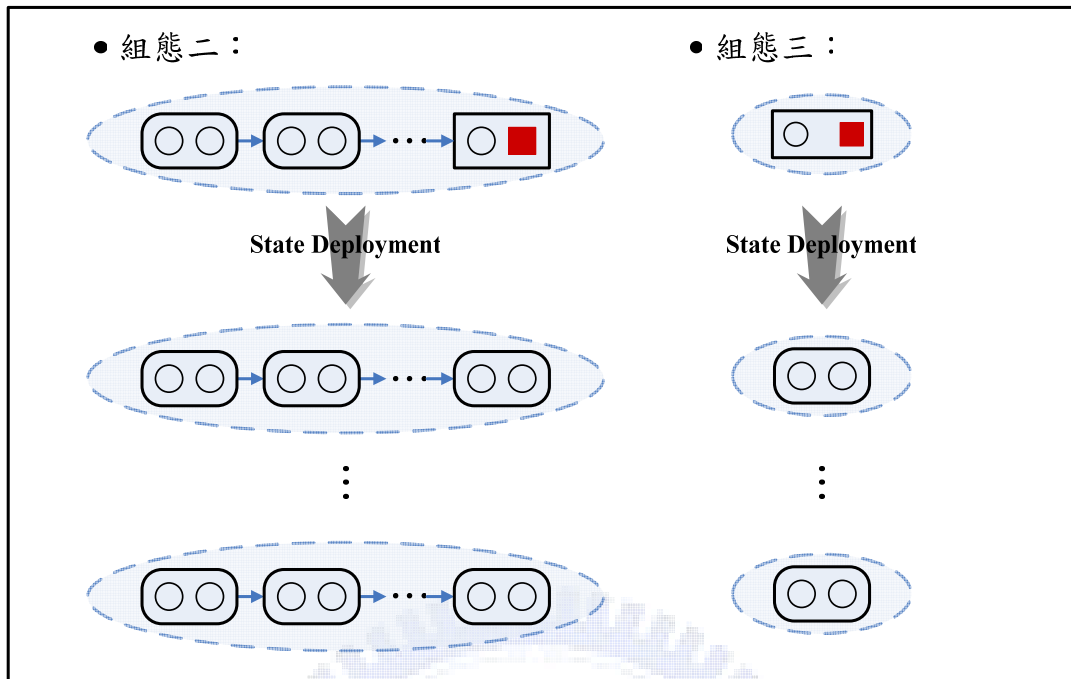 • 組態二：
• 組態三：
State Deployment
State Deployment